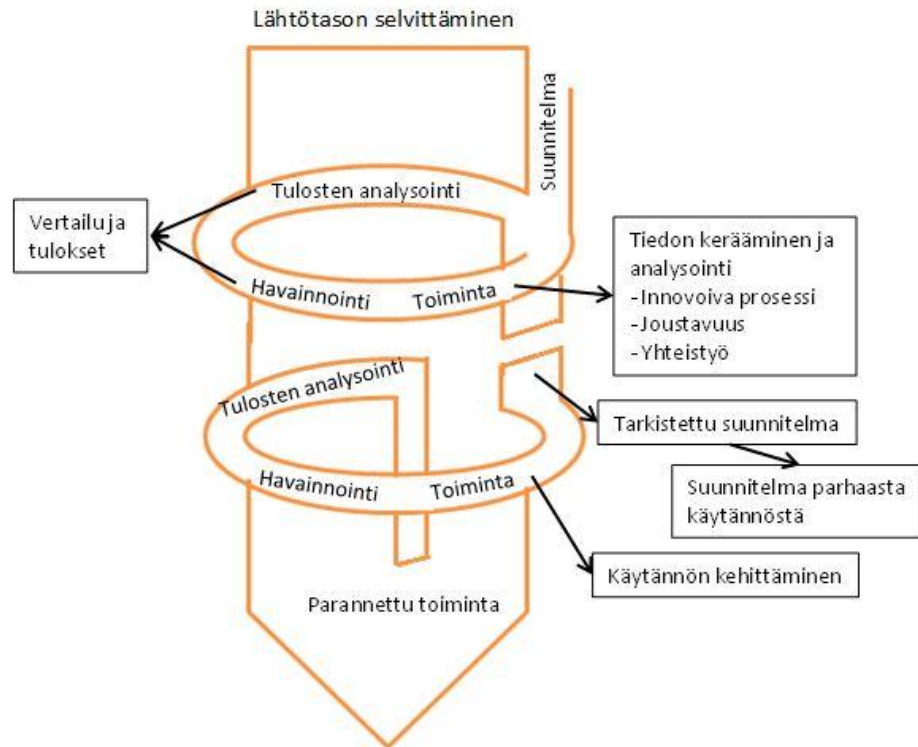 Lähtötason selvittäminen
Suunnitelma
Tulosten analysointi
Vertailu ja
tulokset
Tiedon kerääminen ja
analysointi
-Innovoiva prosessi
-Joustavuus
-Yhteistyö
Havainnointi Toiminta
Tulosten analysointi
Tarkistettu suunnitelma
Havainnointi Toiminta
Suunnitelma parhaasta
käytännöstä
Käytännön kehittäminen
Parannettu toiminta